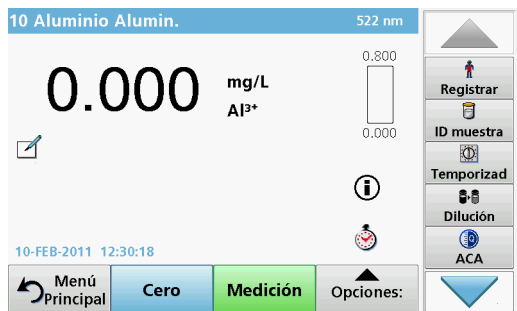 10 Aluminio Alumin. 522 nm
0.800
0.000 mg/L
Al³⁺
0.000
10-FEB-2011 12:30:18
Menú Principal
Cero
Medición
Opciones:
Registrar
ID muestra
Temporizad
Dilución
ACA